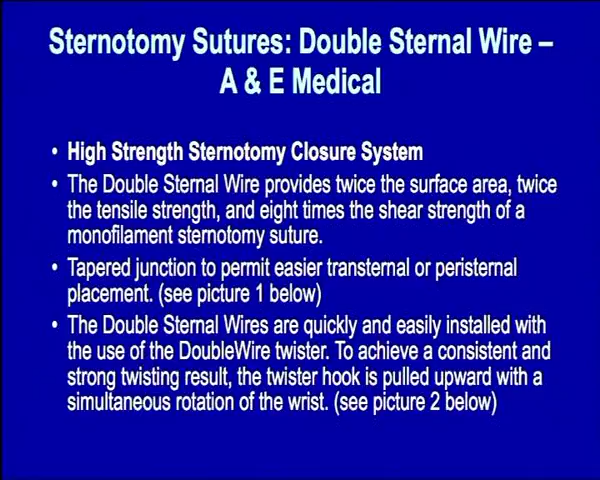 Sternotomy Sutures: Double Sternal Wire –
A & E Medical
• High Strength Sternotomy Closure System
• The Double Sternal Wire provides twice the surface area, twice
the tensile strength, and eight times the shear strength of a
monofilament sternotomy suture.
• Tapered junction to permit easier transternal or peristernal
placement. (see picture 1 below)
• The Double Sternal Wires are quickly and easily installed with
the use of the DoubleWire twister. To achieve a consistent and
strong twisting result, the twister hook is pulled upward with a
simultaneous rotation of the wrist. (see picture 2 below)